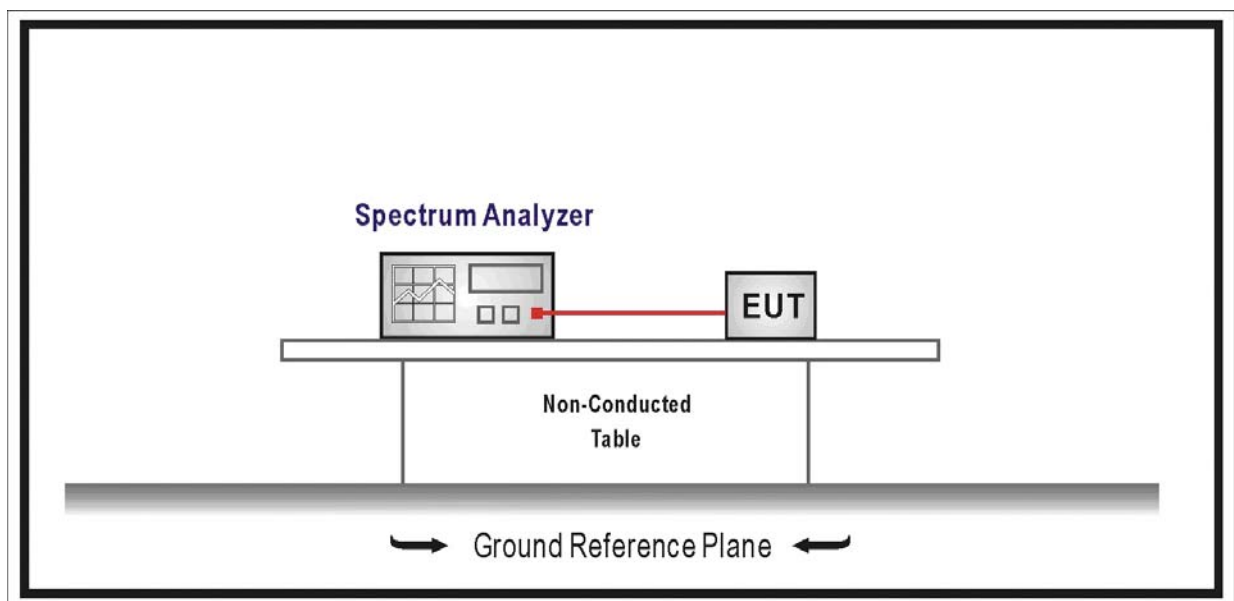 Spectrum Analyzer
EUT
Non-Conducted
Table
Ground Reference Plane